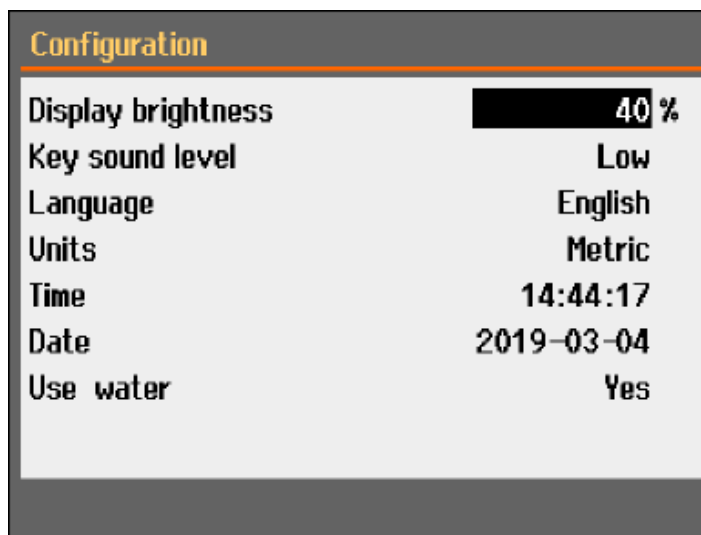 Configuration
Display brightness 40 %
Key sound level Low
Language English
Units Metric
Time 14:44:17
Date 2019-03-04
Use water Yes